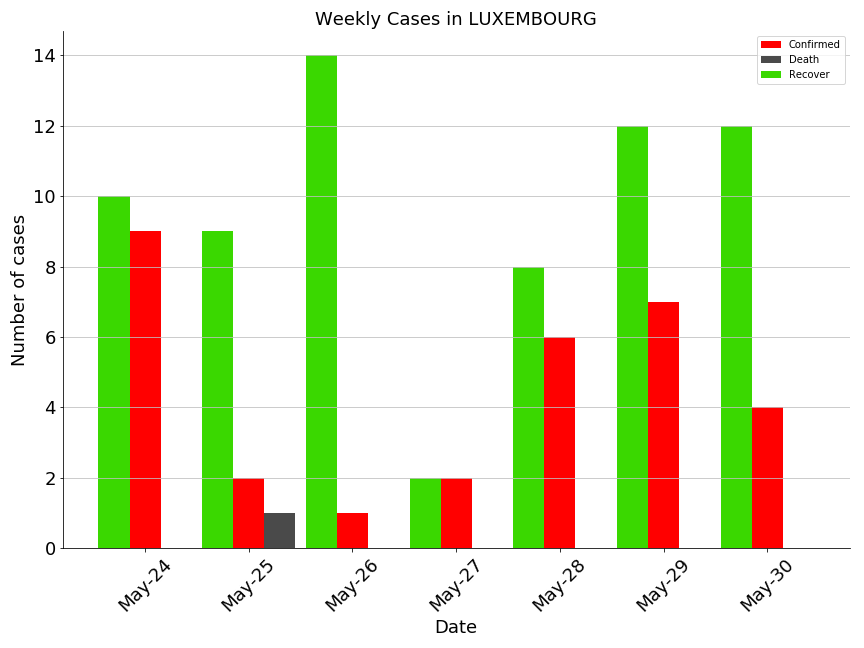 Weekly Cases in LUXEMBOURG
Confirmed
Death
Recover
Number of cases
14
12
10
8
6
4
2
0
May-24
May-25
May-26
May-27
May-28
May-29
May-30
Date